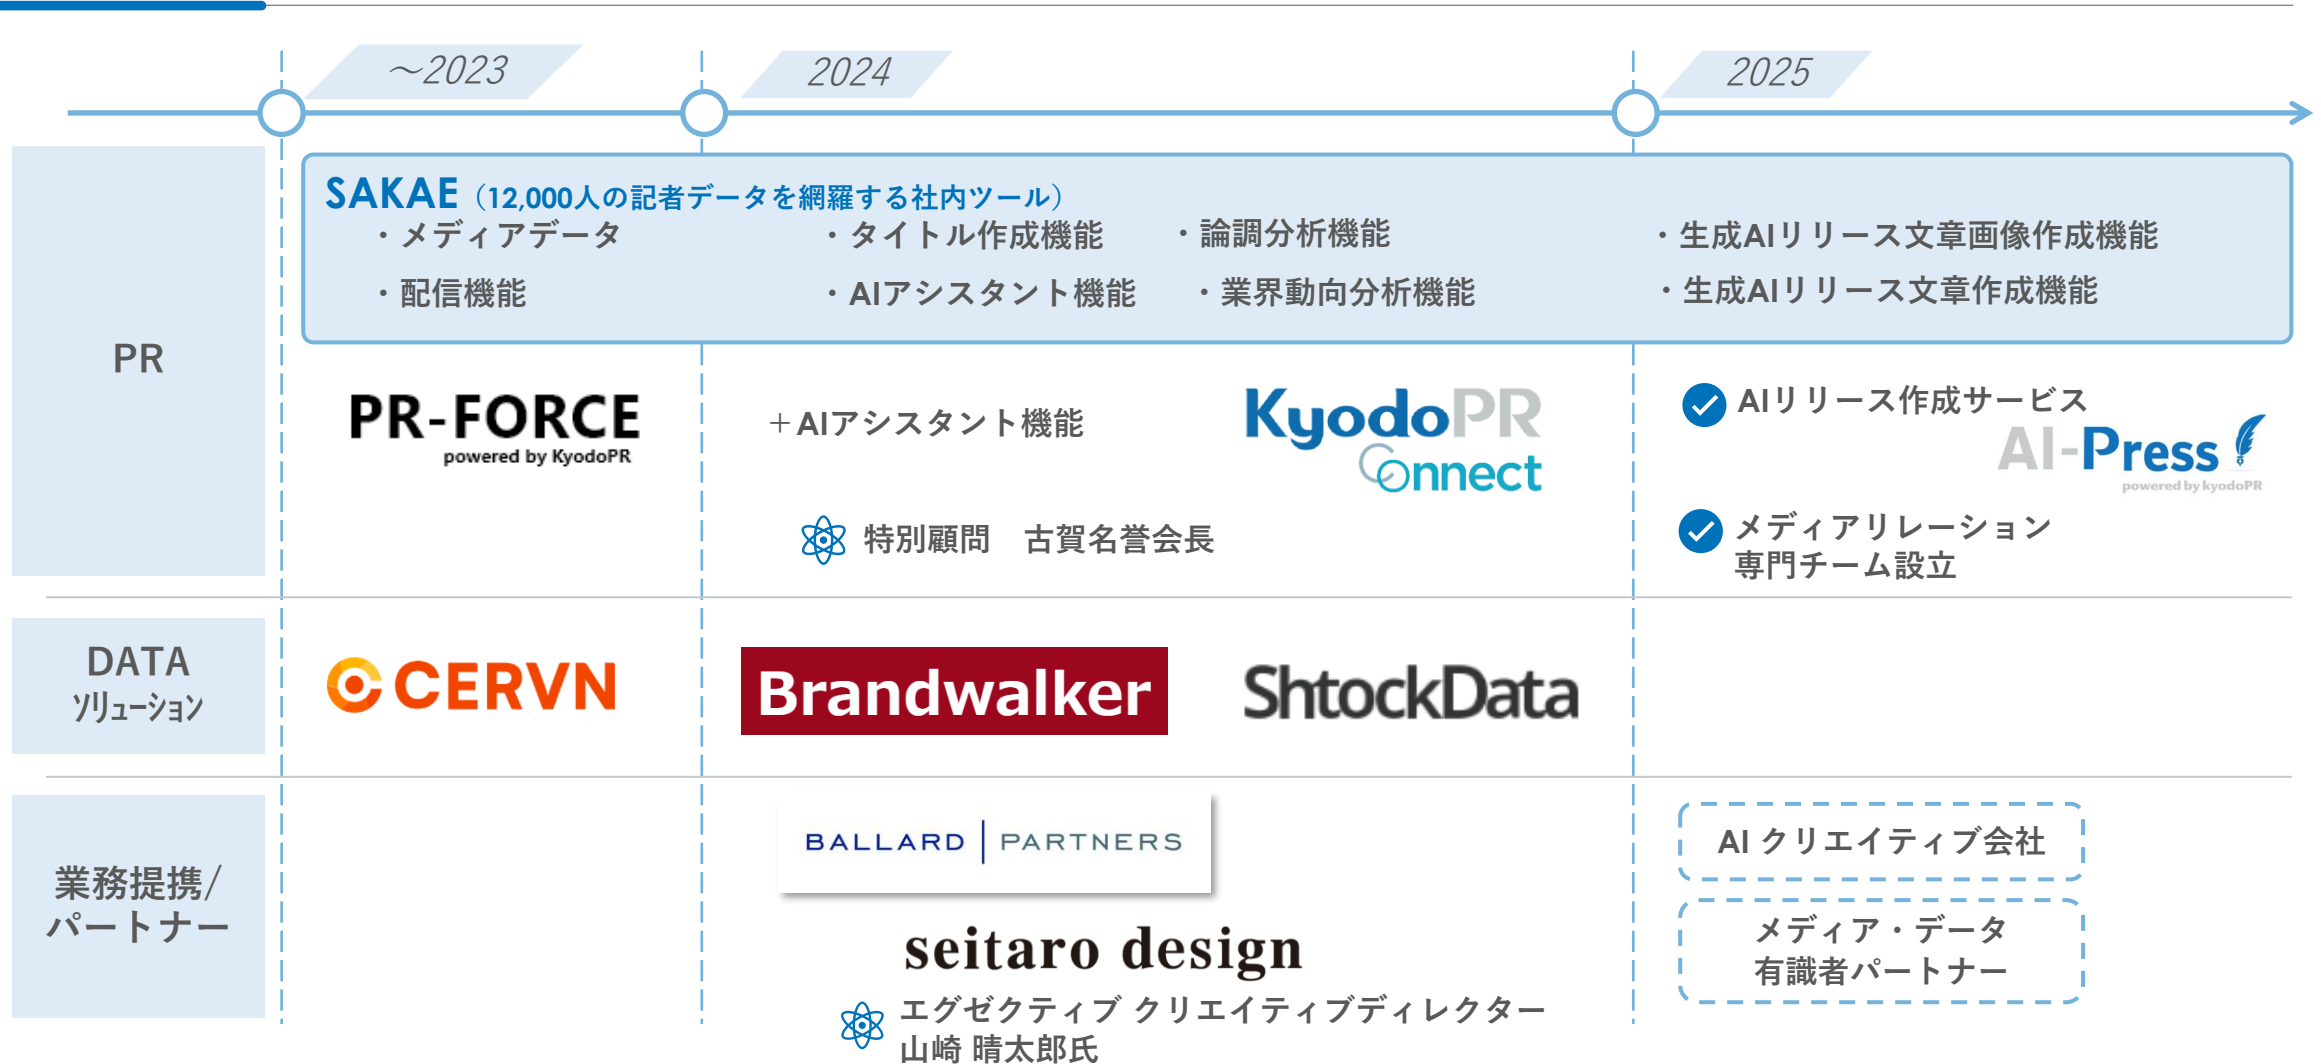 ～2023
2024
2025
PR
SAKAE（12,000人の記者データを網羅する社内ツール）
・メディアデータ
・タイトル作成機能
・論調分析機能
・生成AIリリース文章画像作成機能
・配信機能
・AIアシスタント機能
・業界動向分析機能
・生成AIリリース文章作成機能
PR-FORCE
powered by KyodoPR
＋AIアシスタント機能
KyodoPR
Connect
AIリリース作成サービス
AI-Press
powered by kyodoPR
特別顧問　古賀名誉会長
メディアリレーション
専門チーム設立
DATA
ソリューション
CERVN
Brandwalker
ShtockData
業務提携/
パートナー
BALLARD | PARTNERS
seitaro design
エグゼクティブ クリエイティブディレクター
山崎 晴太郎氏
AI クリエイティブ会社
メディア・データ
有識者パートナー